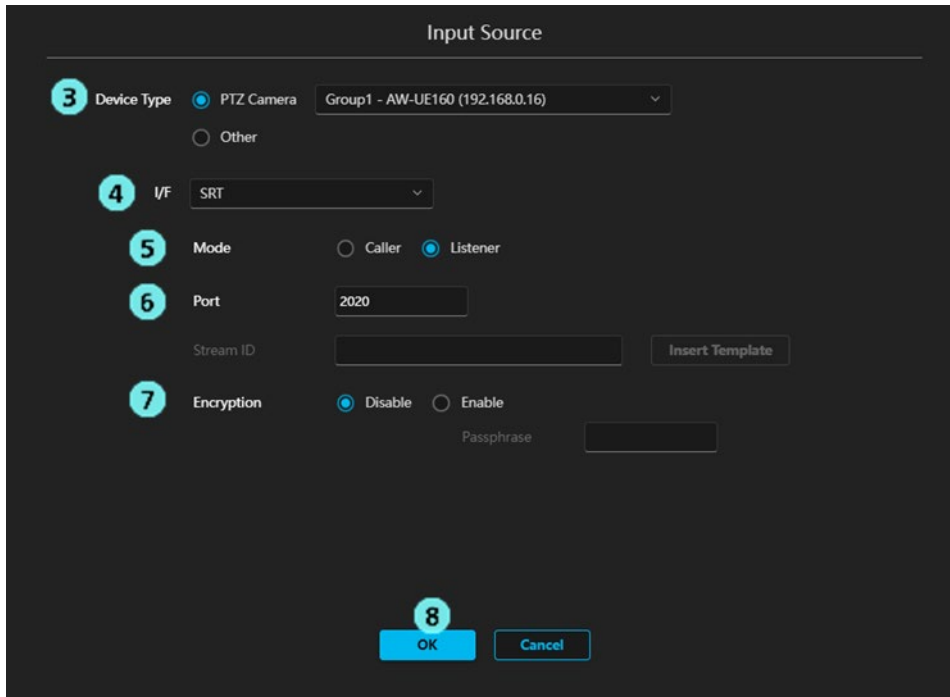 Input Source
3 Device Type PTZ Camera Group1 - AW-UE160 (192.168.0.16)
Other
4 I/F SRT
5 Mode Caller Listener
6 Port 2020
Stream ID Insert Template
7 Encryption Disable Enable
Passphrase
8
OK Cancel